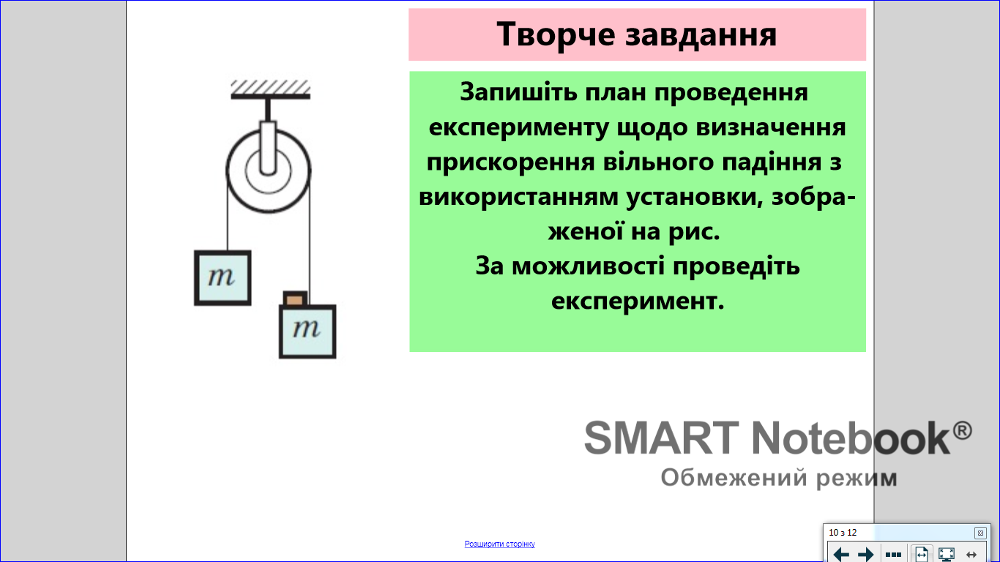 Творче завдання
Запишіть план проведення
експерименту щодо визначення
прискорення вільного падіння з
використанням установки, зобра-
женої на рис.
За можливості проведіть
експеримент.
m
m
SMART Notebook®
Обмежений режим
10 з 12
Розширити сторінку